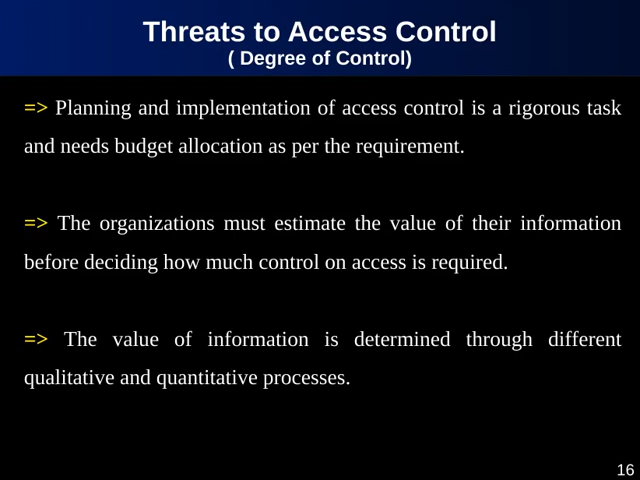 Threats to Access Control
( Degree of Control)
=> Planning and implementation of access control is a rigorous task
and needs budget allocation as per the requirement.
=> The organizations must estimate the value of their information
before deciding how much control on access is required.
=> The value of information is determined through different
qualitative and quantitative processes.
16